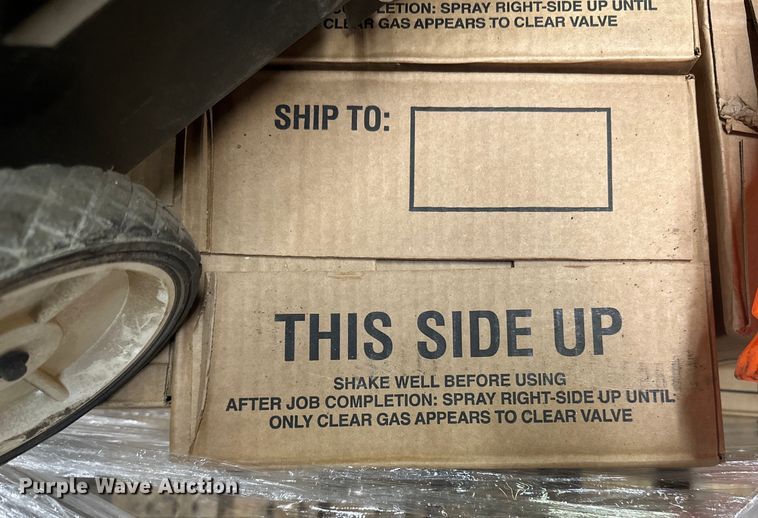 COMPLETION: SPRAY RIGHT-SIDE UP UNTIL
CLEAR GAS APPEARS TO CLEAR VALVE
SHIP TO:
THIS SIDE UP
SHAKE WELL BEFORE USING
AFTER JOB COMPLETION: SPRAY RIGHT-SIDE UP UNTIL
ONLY CLEAR GAS APPEARS TO CLEAR VALVE
Purple Wave Auction